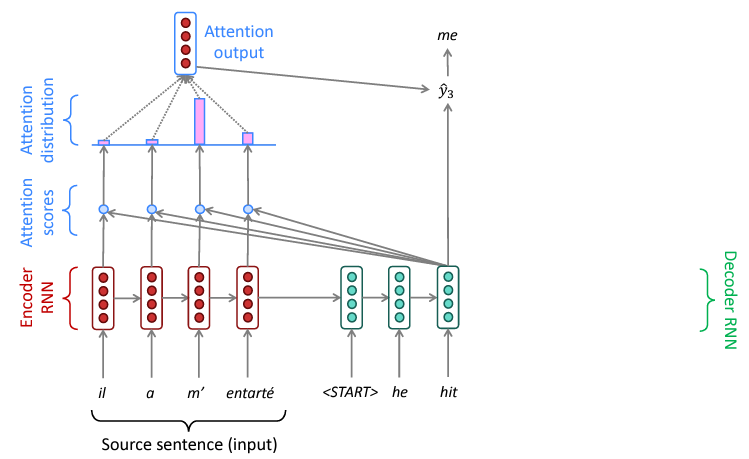 Attention
output
me
ŷ₃
Attention
distribution
Attention
scores
Encoder
RNN
Decoder RNN
il a m’ entarté <START> he hit
Source sentence (input)